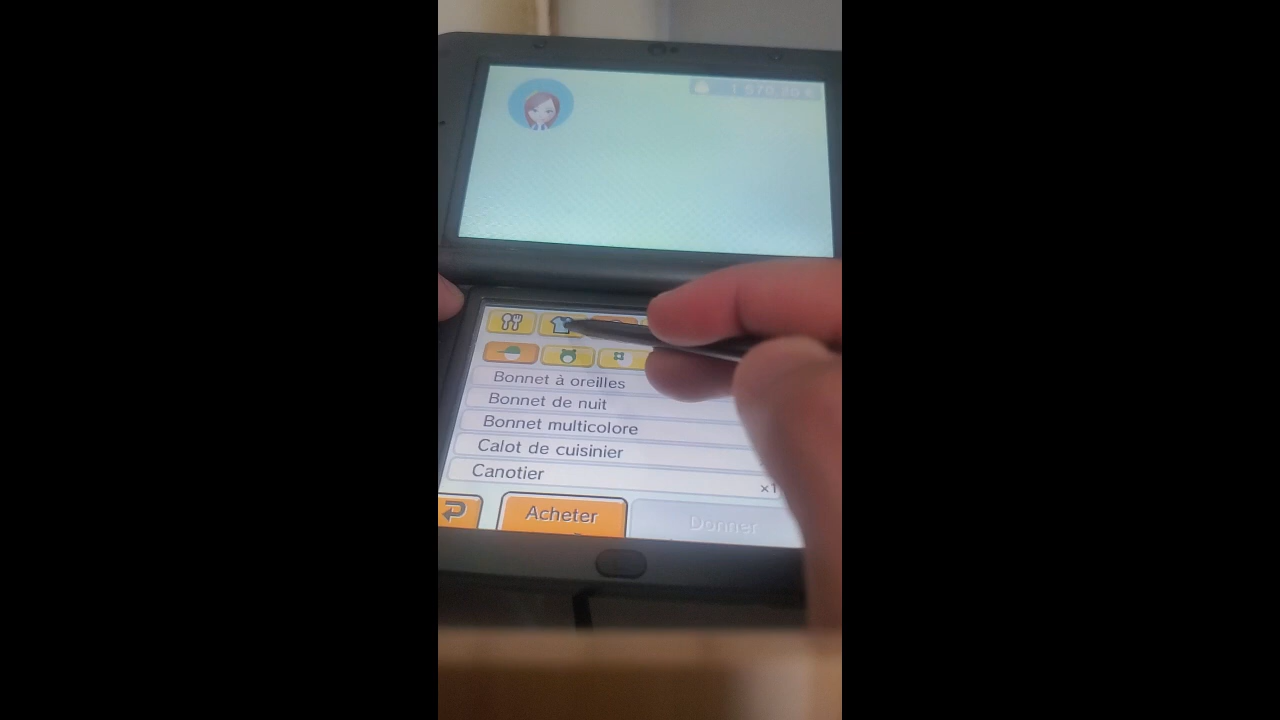 Bonnet à oreilles
Bonnet de nuit
Bonnet multicolore
Calot de cuisinier
Canotier ×1
Acheter
Donner